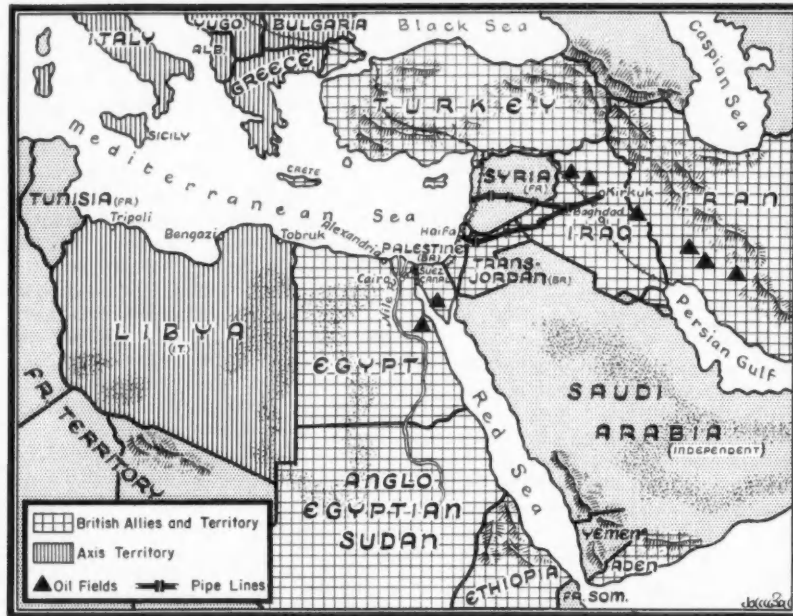 ITALY
YUGO.
BULGARIA
ALB.
GREECE
Black Sea
Caspian Sea
TURKEY
SICILY
Mediterranean Sea
CRETE
TUNISIA (FR.)
SYRIA (FR.)
Kirkuk
IRAN
Tripoli
Bengazi
Tobruk
Alexandria
Haifa
Baghdad
IRAQ
PALESTINE (BR)
TRANS-
JORDAN (BR)
Cairo
SUEZ
CANAL
Nile R.
LIBYA
(IT.)
EGYPT
Persian Gulf
Red Sea
SAUDI
ARABIA
(INDEPENDENT)
FR. TERRITORY
ANGLO
EGYPTIAN
SUDAN
Yemen
ADEN
ETHIOPIA
FR. SOM.
British Allies and Territory
Axis Territory
Oil Fields
Pipe Lines